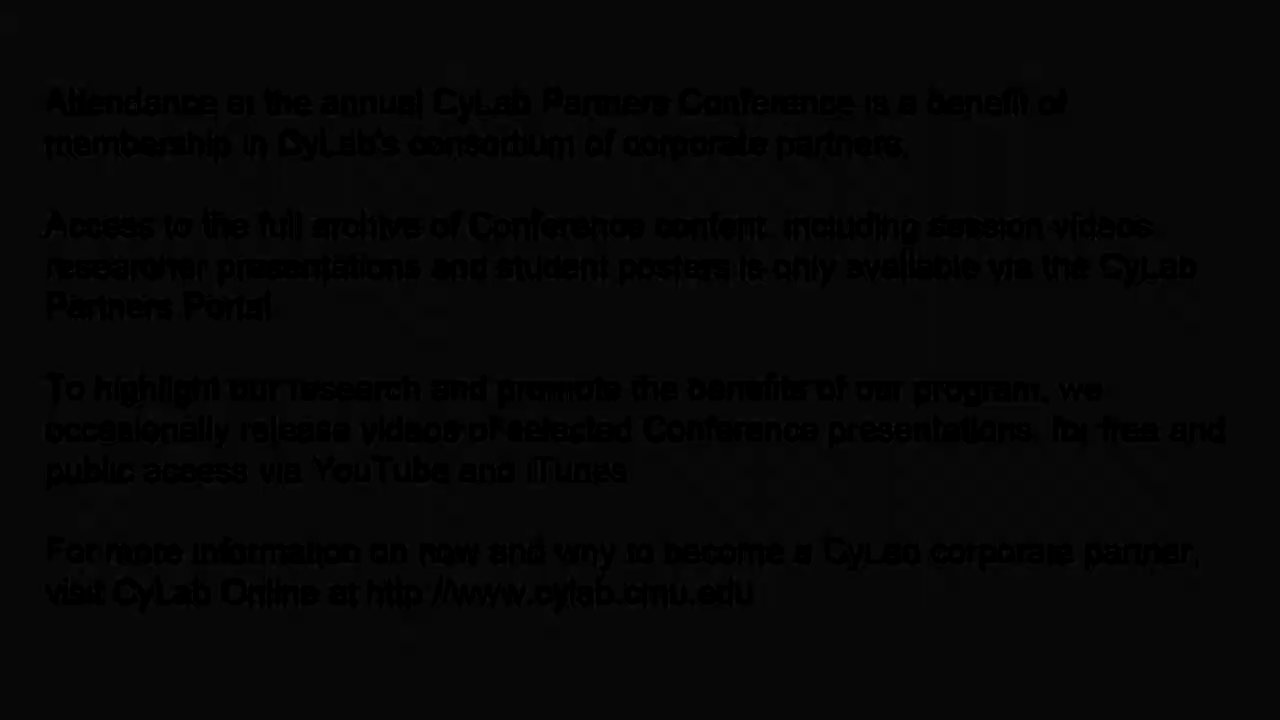 Attendance at the annual CyLab Partners Conference is a benefit of
membership in CyLab's consortium of corporate partners.
Access to the full archive of Conference content, including session videos
researcher presentations and student posters is only available via the CyLab
Partners Portal
To highlight our research and promote the benefits of our program, we
occasionally release videos of selected Conference presentations, for free and
public access via YouTube and iTunes
For more information on how and why to become a CyLab corporate partner,
visit CyLab Online at http://www.cylab.cmu.edu